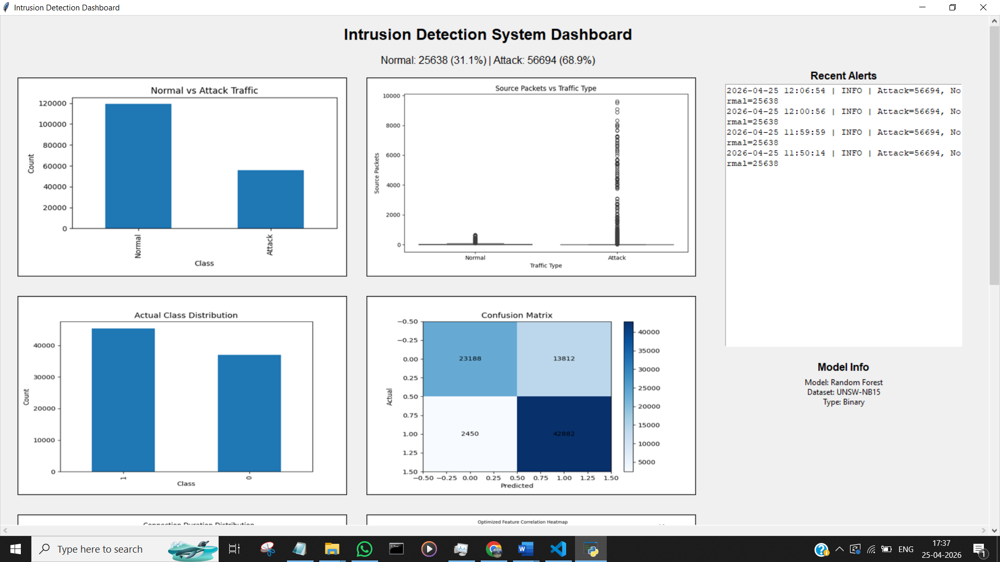 Intrusion Detection Dashboard
Intrusion Detection System Dashboard
Normal: 25638 (31.1%) | Attack: 56694 (68.9%)
Normal vs Attack Traffic
120000
100000
80000
60000
40000
20000
0
Count
Normal
Attack
Class
Source Packets vs Traffic Type
10000
8000
6000
4000
2000
0
Source Packets
Normal
Attack
Traffic Type
Recent Alerts
2026-04-25 12:06:54 | INFO | Attack=56694, No
rmal=25638
2026-04-25 12:00:56 | INFO | Attack=56694, No
rmal=25638
2026-04-25 11:59:59 | INFO | Attack=56694, No
rmal=25638
2026-04-25 11:50:14 | INFO | Attack=56694, No
rmal=25638
Actual Class Distribution
40000
30000
20000
10000
0
Count
1
0
Class
Confusion Matrix
−0.50
−0.25
0.00
0.25
0.50
0.75
1.00
1.25
1.50
Actual
23188
13812
2450
42882
−0.50 −0.25 0.00 0.25 0.50 0.75 1.00 1.25 1.50
Predicted
40000
35000
30000
25000
20000
15000
10000
5000
Model Info
Model: Random Forest
Dataset: UNSW-NB15
Type: Binary
Connection Duration Distribution
Optimized Feature Correlation Heatmap
Type here to search
ENG
17:37
25-04-2026
1